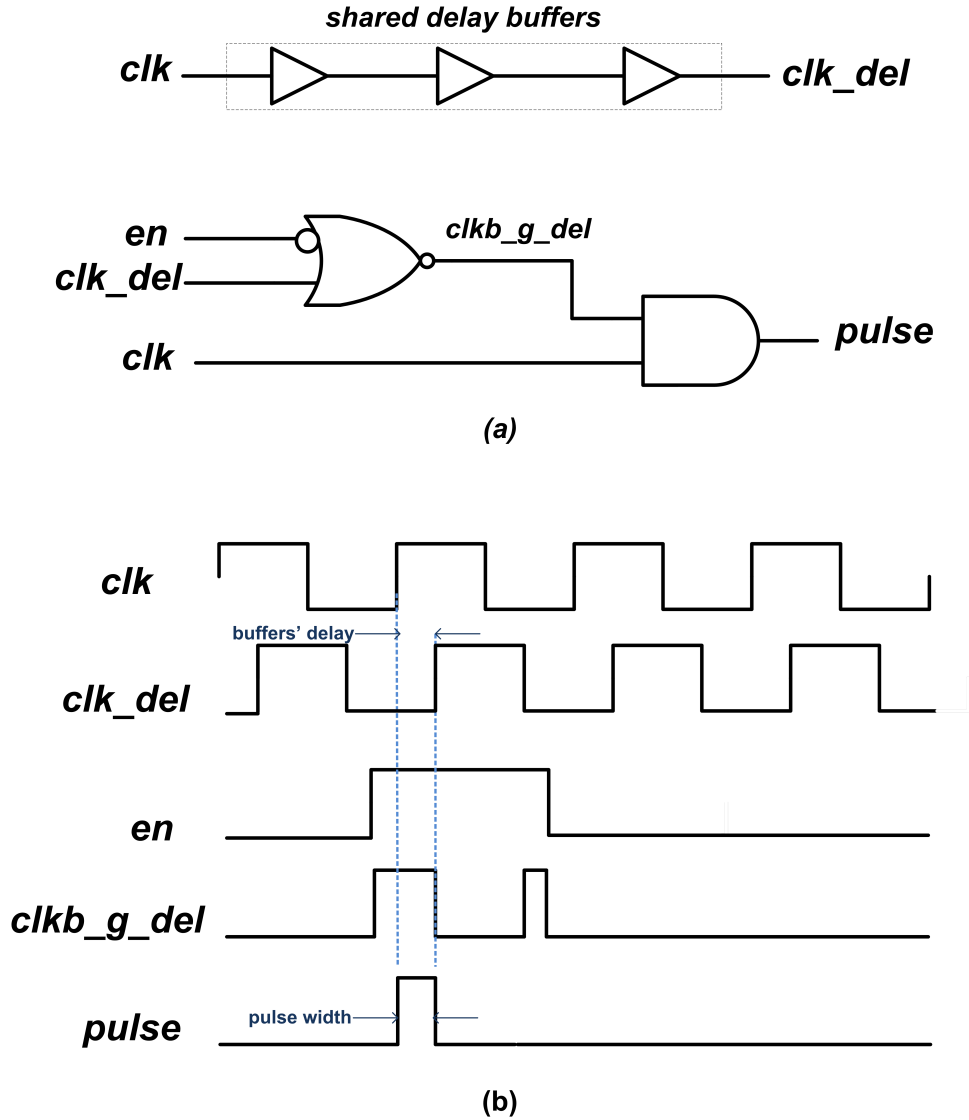 shared delay buffers
clk
clk_del
en
clkb_g_del
clk_del
clk
pulse
(a)
clk
buffers’ delay
clk_del
en
clkb_g_del
pulse width
pulse
(b)